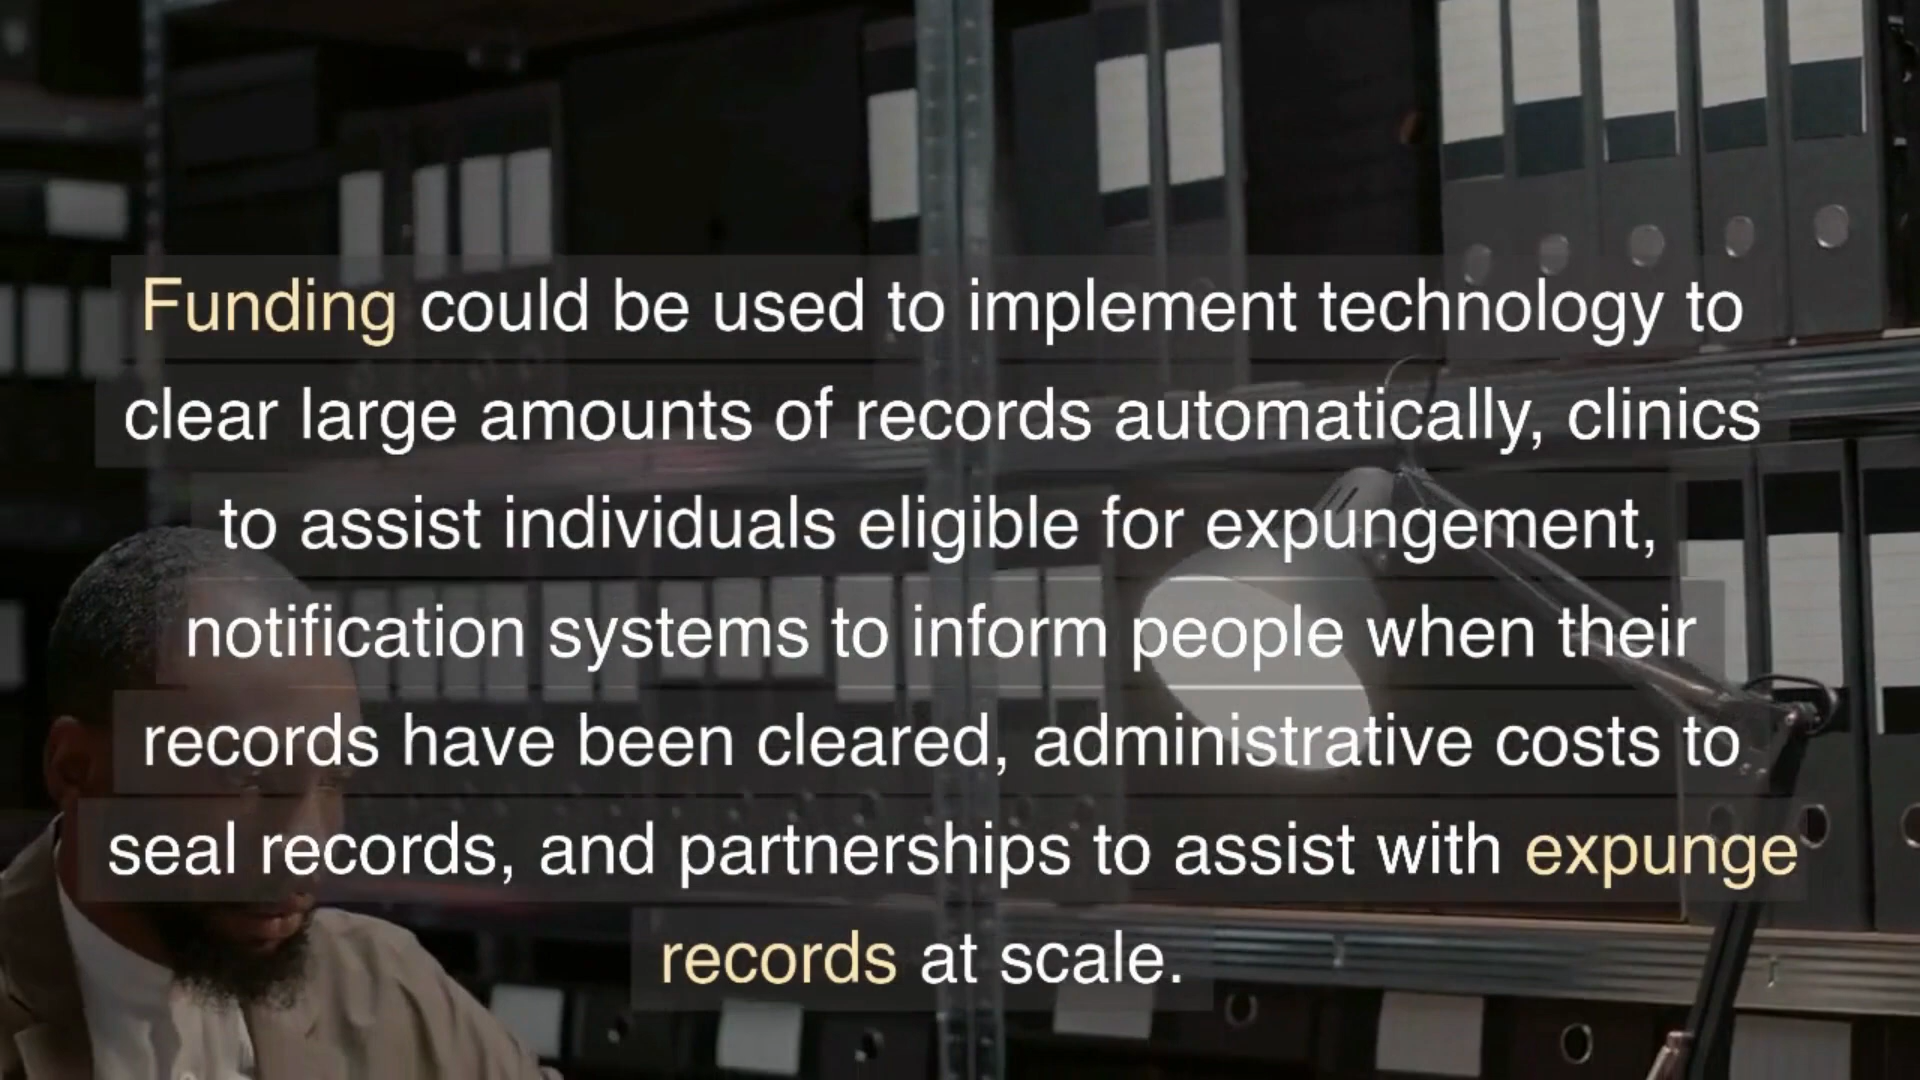 Funding could be used to implement technology to
clear large amounts of records automatically, clinics
to assist individuals eligible for expungement,
notification systems to inform people when their
records have been cleared, administrative costs to
seal records, and partnerships to assist with expunge
records at scale.